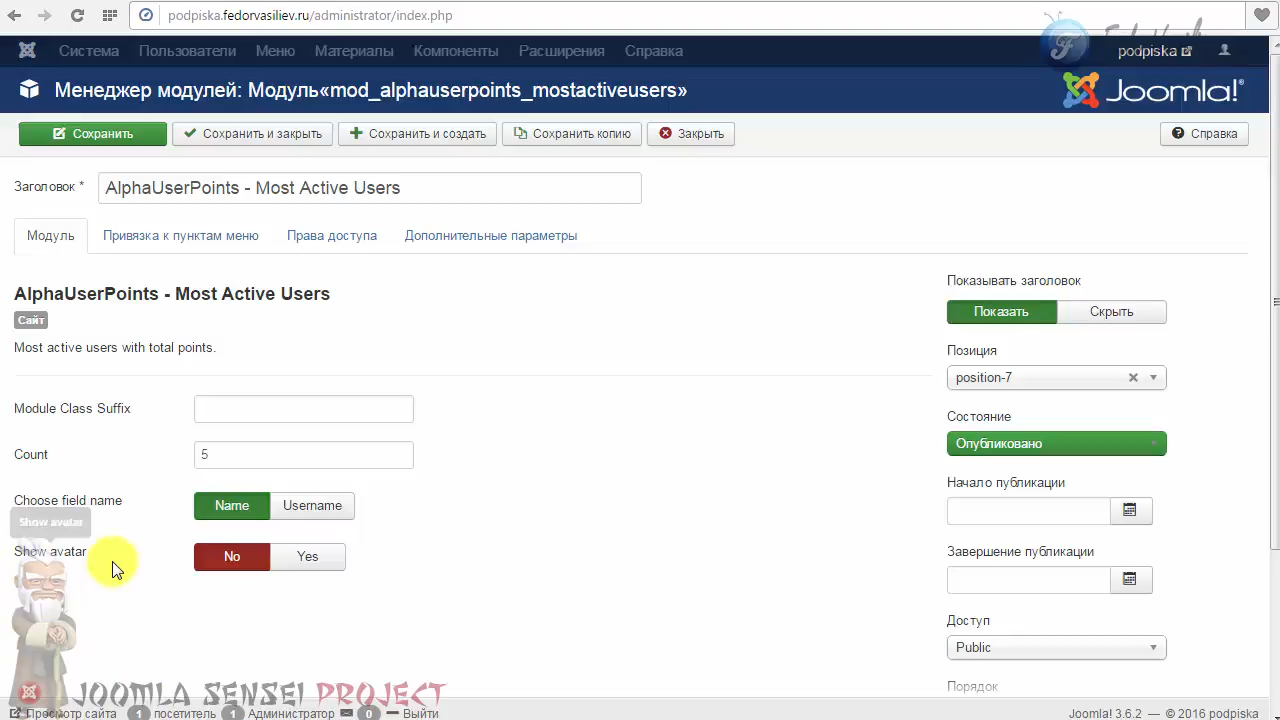 podpiska.fedorvasiliev.ru/administrator/index.php
Система Пользователи Меню Материалы Компоненты Расширения Справка podpiska
Менеджер модулей: Модуль«mod_alphauserpoints_mostactiveusers» Joomla!®
Сохранить Сохранить и закрыть Сохранить и создать Сохранить копию Закрыть Справка
Заголовок * AlphaUserPoints - Most Active Users
Модуль Привязка к пунктам меню Права доступа Дополнительные параметры
AlphaUserPoints - Most Active Users
Сайт
Most active users with total points.
Module Class Suffix
Count 5
Choose field name Name Username
Show avatar
Show avatar No Yes
Показывать заголовок
Показать Скрыть
Позиция
position-7
Состояние
Опубликовано
Начало публикации
Завершение публикации
Доступ
Public
Порядок
JOOMLA SENSEI PROJECT
Просмотр сайта 1 посетитель 1 Администратор 0 Выйти Joomla! 3.6.2 — © 2016 podpiska